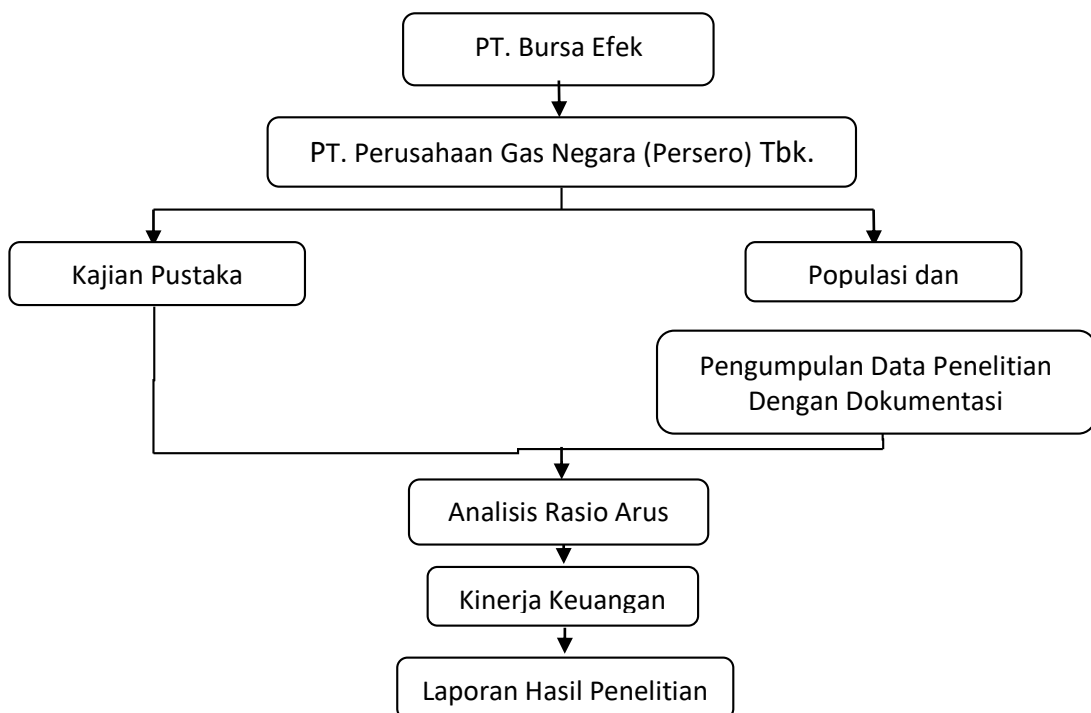 PT. Bursa Efek
PT. Perusahaan Gas Negara (Persero) Tbk.
Kajian Pustaka
Populasi dan
Pengumpulan Data Penelitian
Dengan Dokumentasi
Analisis Rasio Arus
Kinerja Keuangan
Laporan Hasil Penelitian